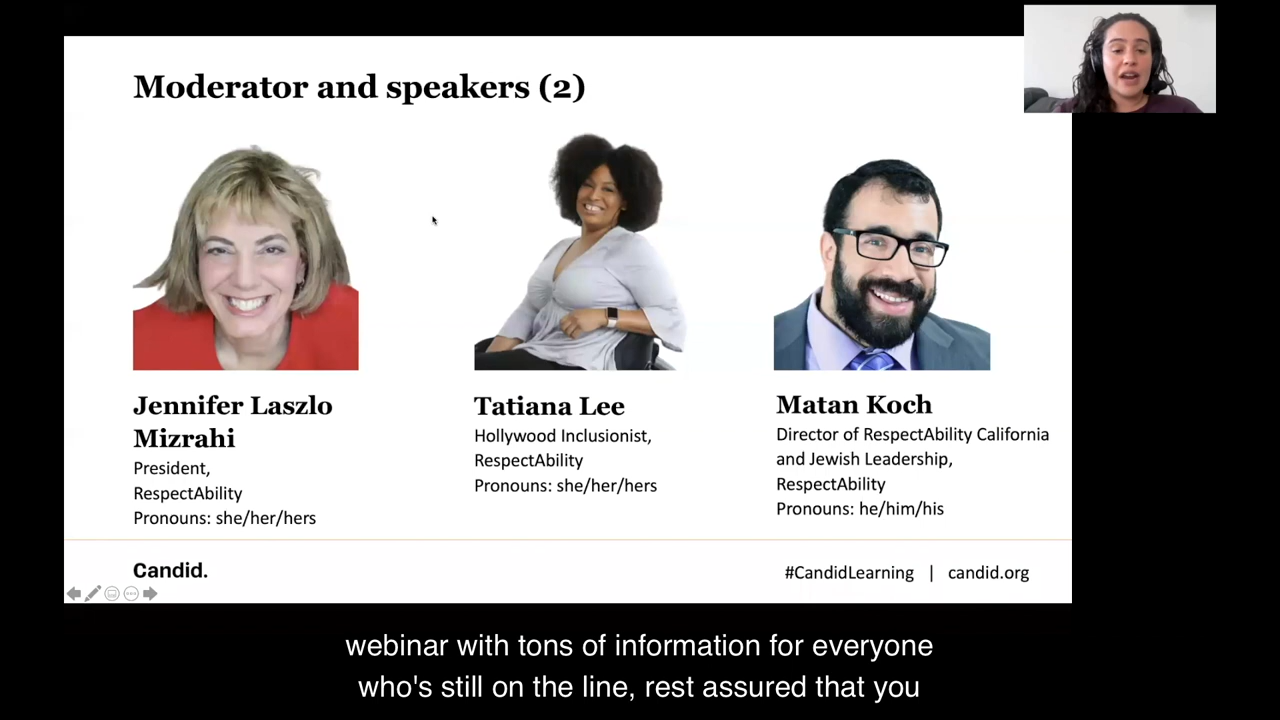 Moderator and speakers (2)
Jennifer Laszlo
Mizrahi
President,
RespectAbility
Pronouns: she/her/hers
Tatiana Lee
Hollywood Inclusionist,
RespectAbility
Pronouns: she/her/hers
Matan Koch
Director of RespectAbility California
and Jewish Leadership,
RespectAbility
Pronouns: he/him/his
Candid.
#CandidLearning | candid.org
webinar with tons of information for everyone
who's still on the line, rest assured that you